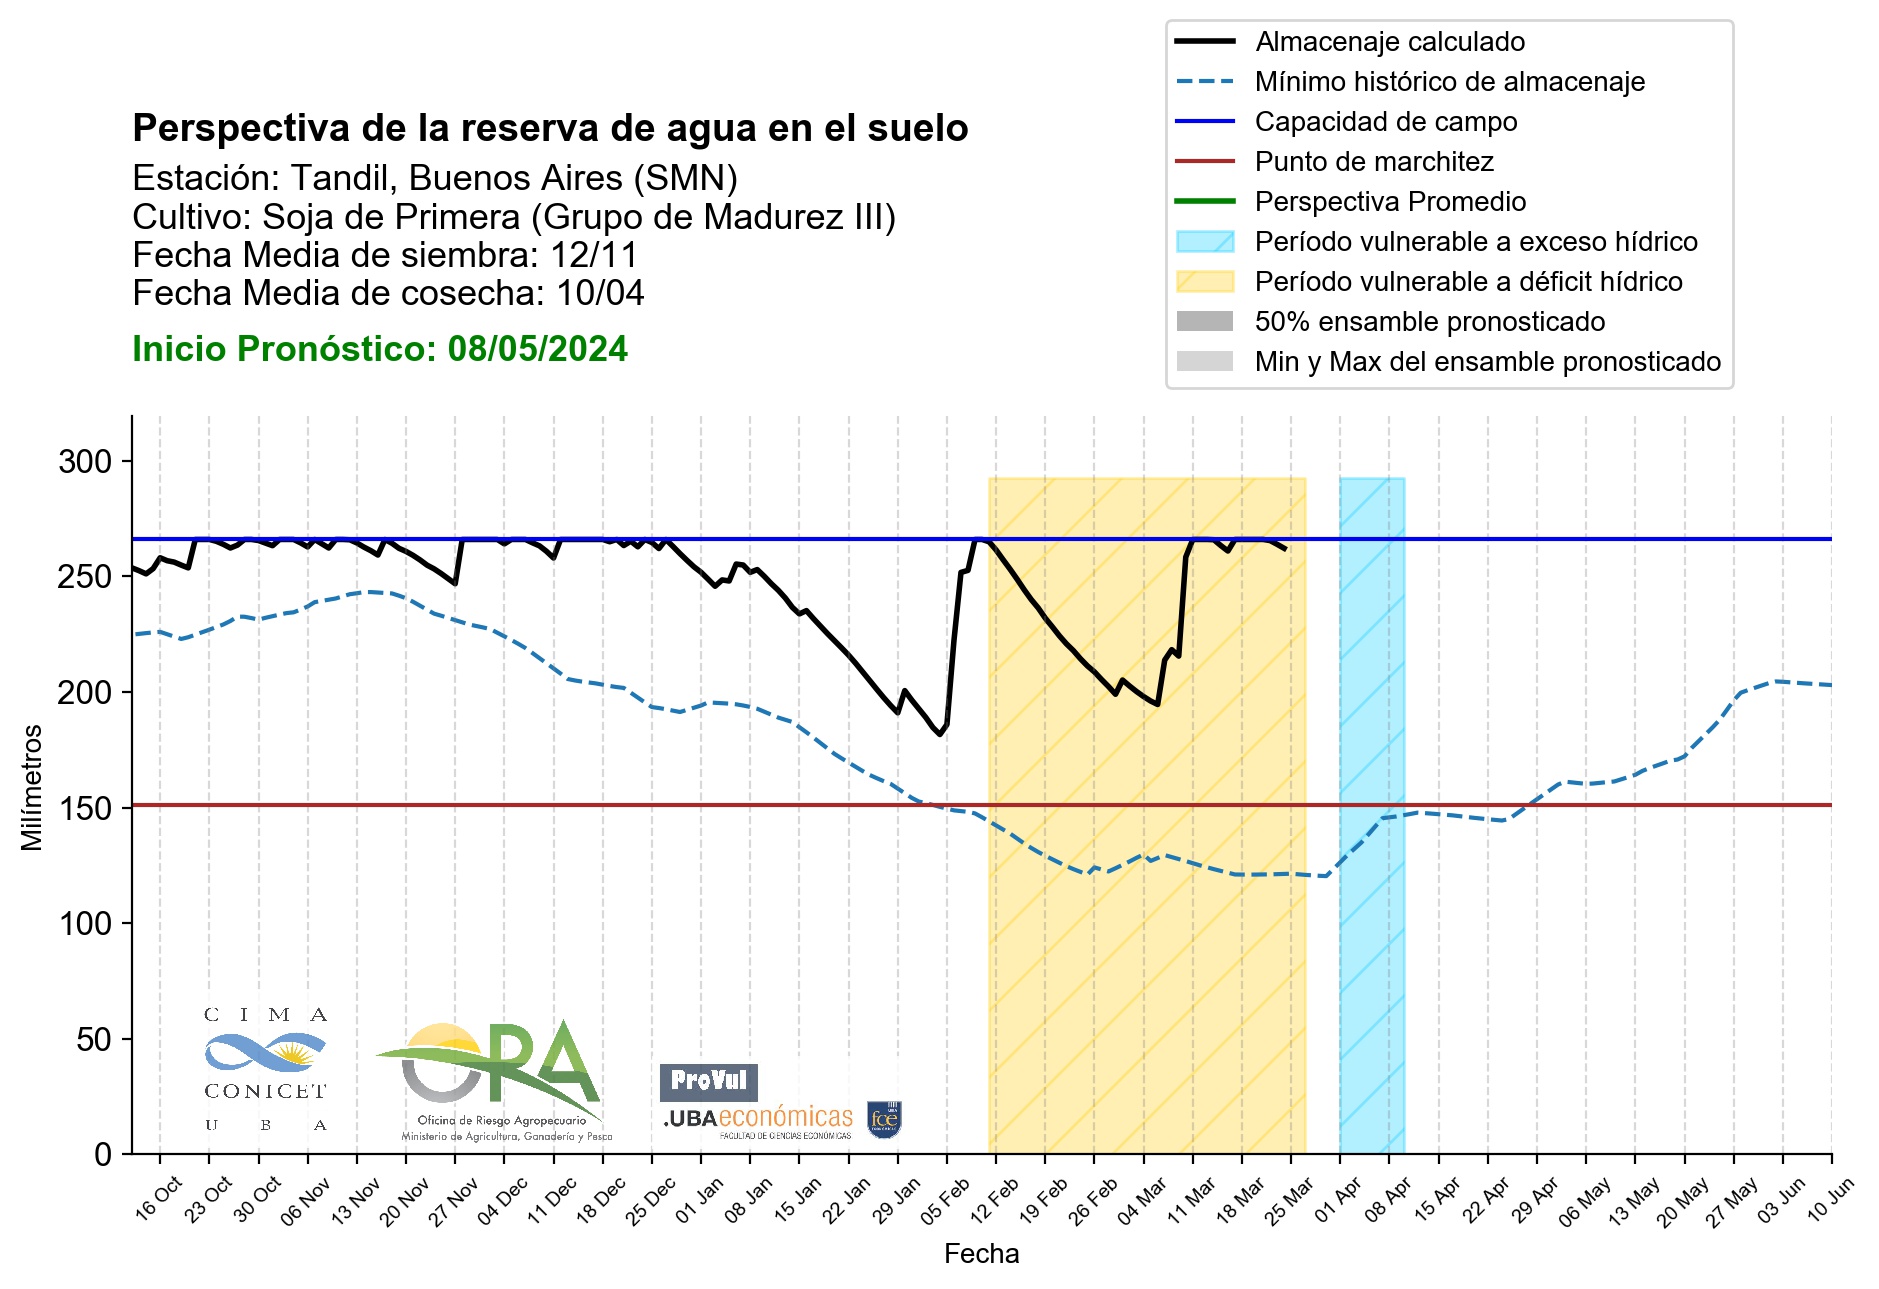 Almacenaje calculado
Mínimo histórico de almacenaje
Capacidad de campo
Punto de marchitez
Perspectiva Promedio
Período vulnerable a exceso hídrico
Período vulnerable a déficit hídrico
50% ensamble pronosticado
Min y Max del ensamble pronosticado
Perspectiva de la reserva de agua en el suelo
Estación: Tandil, Buenos Aires (SMN)
Cultivo: Soja de Primera (Grupo de Madurez III)
Fecha Media de siembra: 12/11
Fecha Media de cosecha: 10/04
Inicio Pronóstico: 08/05/2024
Milímetros
300
250
200
150
100
50
0
CIMA
CONICET
UBA
ORA
Oficina de Riesgo Agropecuario
Ministerio de Agricultura, Ganadería y Pesca
ProVul
.UBAeconómicas
FACULTAD DE CIENCIAS ECONÓMICAS
fce
16 Oct
23 Oct
30 Oct
06 Nov
13 Nov
20 Nov
27 Nov
04 Dec
11 Dec
18 Dec
25 Dec
01 Jan
08 Jan
15 Jan
22 Jan
29 Jan
05 Feb
12 Feb
19 Feb
26 Feb
04 Mar
11 Mar
18 Mar
25 Mar
01 Apr
08 Apr
15 Apr
22 Apr
29 Apr
06 May
13 May
20 May
27 May
03 Jun
10 Jun
Fecha